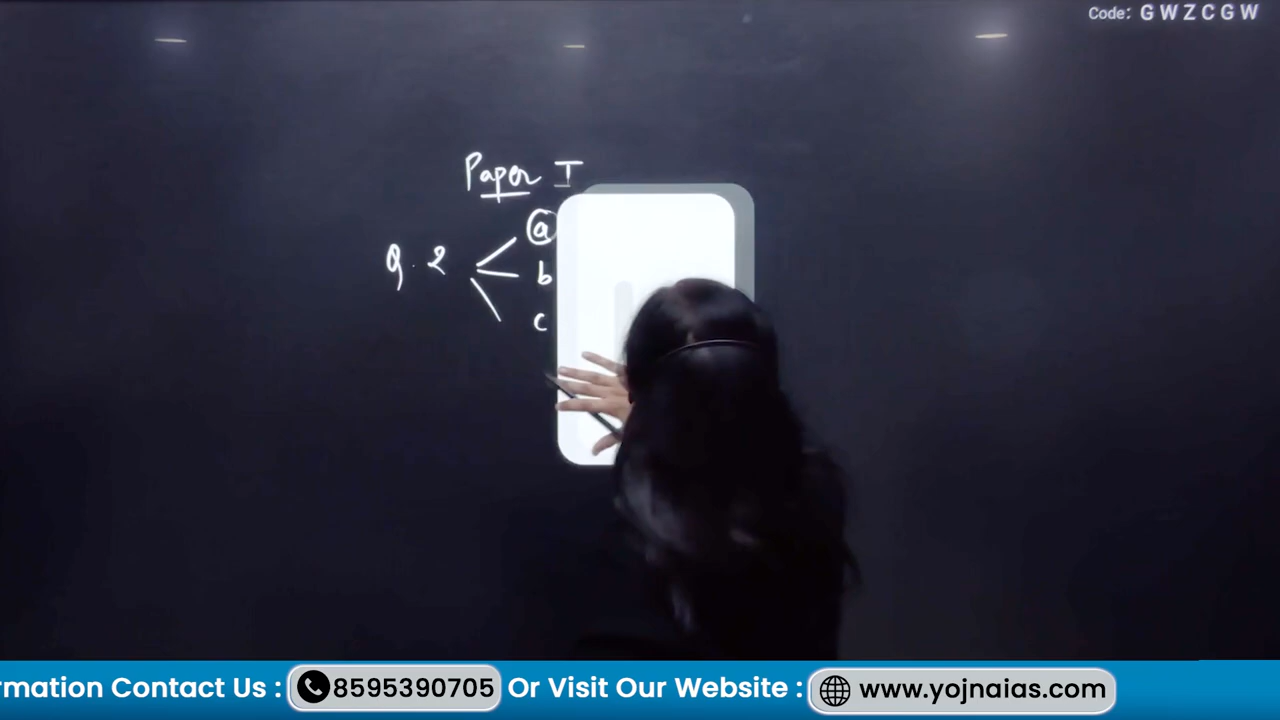 Code: GWZCGW
Paper I
Q. 2
a
b
c
rmation Contact Us : 8595390705 Or Visit Our Website : www.yojnaias.com